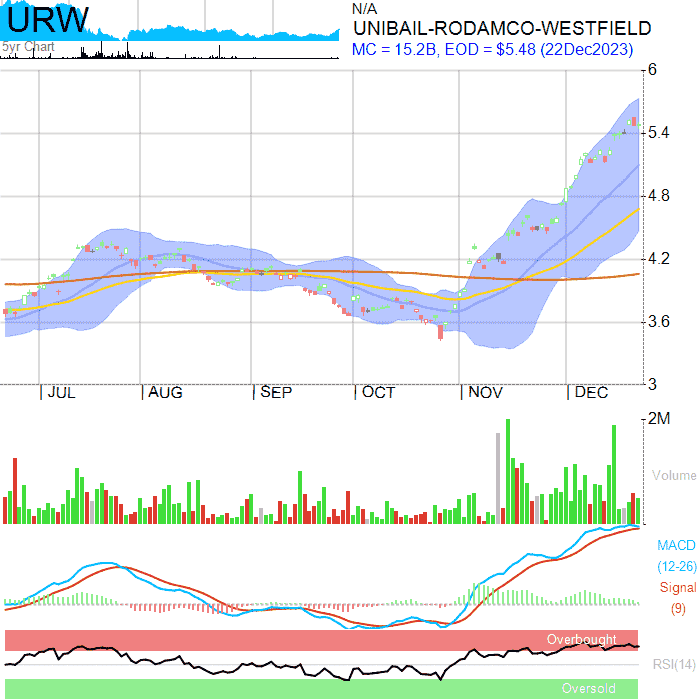 URW
5yr Chart
N/A
UNIBAIL-RODAMCO-WESTFIELD
MC = 15.2B, EOD = $5.48 (22Dec2023)
6
5.4
4.8
4.2
3.6
3
JUL AUG SEP OCT NOV DEC
2M
Volume
MACD
(12-26)
Signal
(9)
Overbought
RSI(14)
Oversold